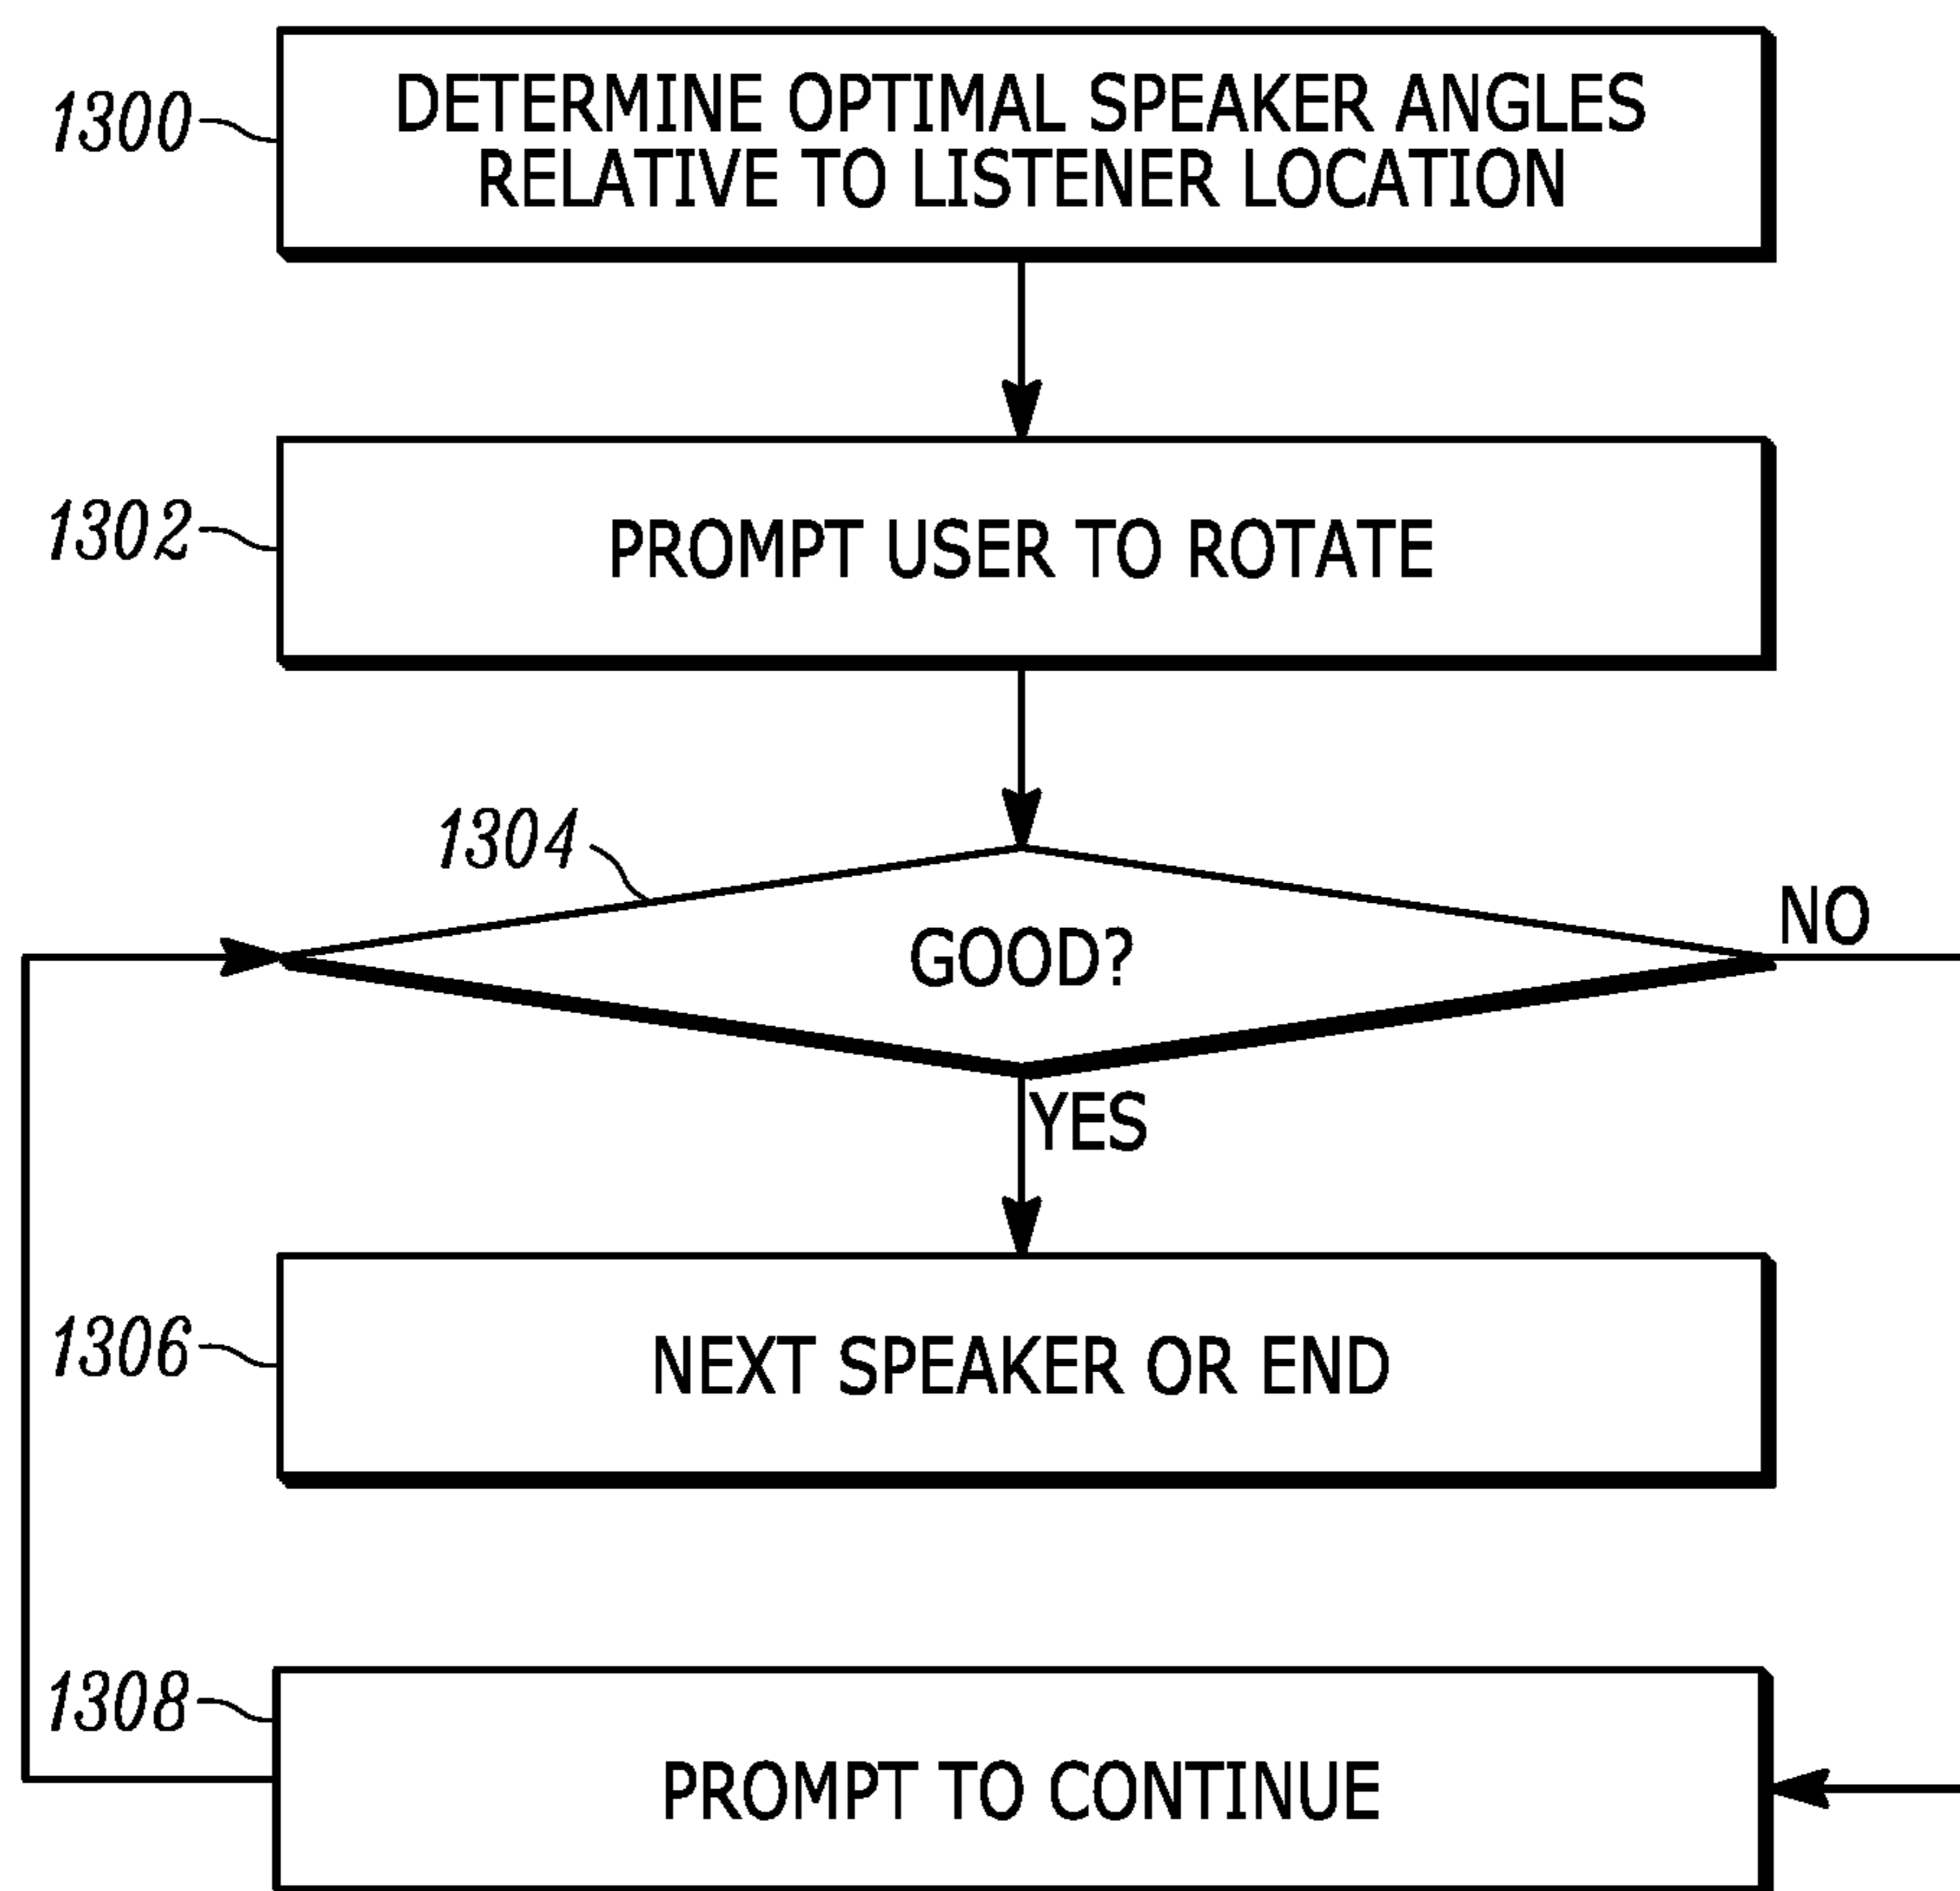 1300
DETERMINE OPTIMAL SPEAKER ANGLES
RELATIVE TO LISTENER LOCATION
1302
PROMPT USER TO ROTATE
1304
GOOD?
NO
YES
1306
NEXT SPEAKER OR END
1308
PROMPT TO CONTINUE